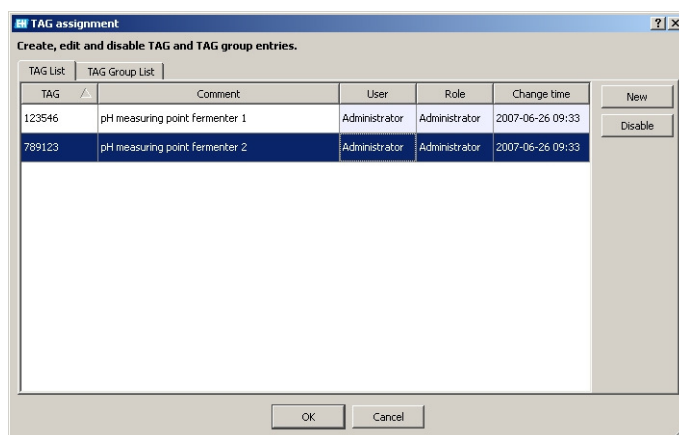 EH TAG assignment
Create, edit and disable TAG and TAG group entries.
TAG List TAG Group List
TAG Comment User Role Change time New
123546 pH measuring point fermenter 1 Administrator Administrator 2007-06-26 09:33 Disable
789123 pH measuring point fermenter 2 Administrator Administrator 2007-06-26 09:33
OK Cancel